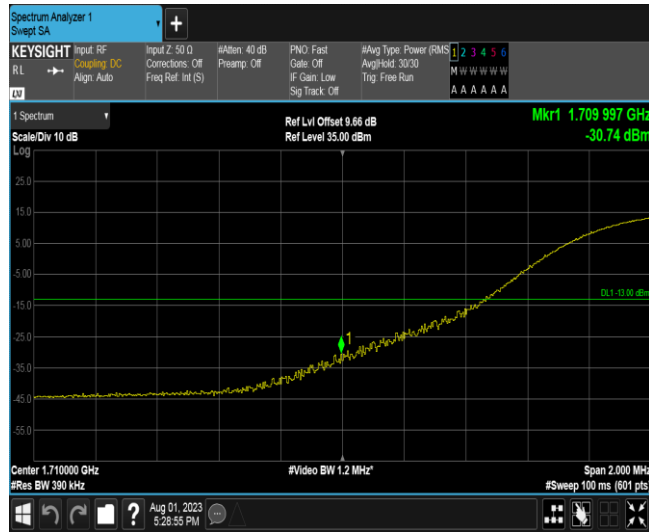 Spectrum Analyzer 1
Swept SA
+
KEYSIGHT Input: RF Input Z: 50 Ω #Atten: 40 dB PNO: Fast #Avg Type: Power (RMS 1 2 3 4 5 6
RL Coupling: DC Corrections: Off Preamp: Off Gate: Off Avg|Hold: 30/30 M W W W W W
Align: Auto Freq Ref: Int (S) IF Gain: Low Trig: Free Run
LXI Sig Track: Off A A A A A A
1 Spectrum Ref Lvl Offset 9.66 dB Mkr1 1.709 997 GHz
Scale/Div 10 dB Ref Level 35.00 dBm -30.74 dBm
Log
25.0
15.0
5.00
-5.00
DL1 -13.00 dBm
-15.0
-25.0
1
-35.0
-45.0
-55.0
Center 1.710000 GHz #Video BW 1.2 MHz* Span 2.000 MHz
#Res BW 390 kHz #Sweep 100 ms (601 pts)
? Aug 01, 2023
5:28:55 PM